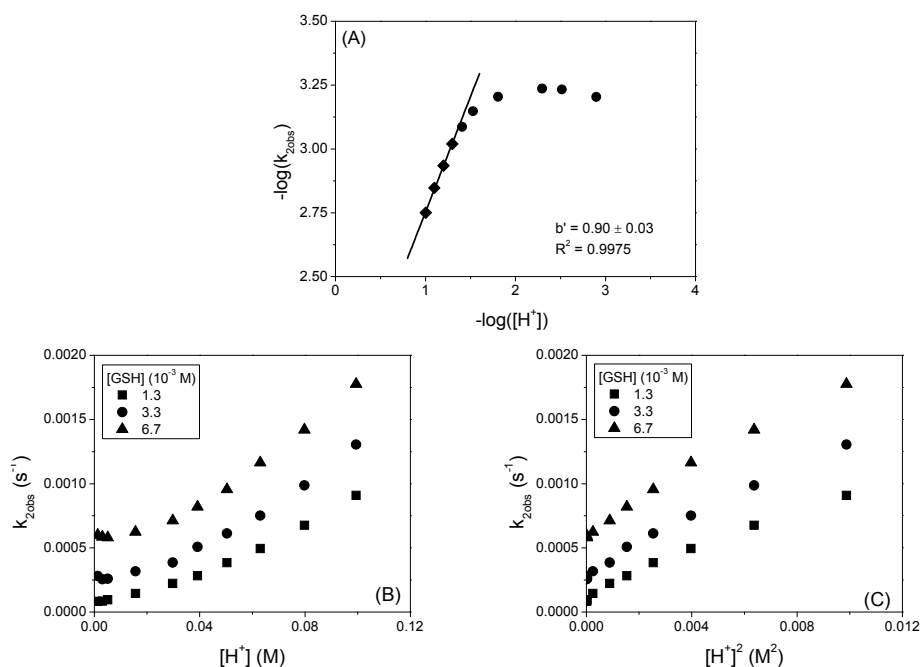 (A)
3.50
3.25
3.00
2.75
2.50
-log(k₂obs)
b' = 0.90 ± 0.03
R² = 0.9975
0 1 2 3 4
-log([H⁺])
0.0020
0.0015
0.0010
0.0005
0.0000
k₂obs (s⁻¹)
[GSH] (10⁻³ M)
1.3
3.3
6.7
(B)
0.00 0.04 0.08 0.12
[H⁺] (M)
0.0020
0.0015
0.0010
0.0005
0.0000
k₂obs (s⁻¹)
[GSH] (10⁻³ M)
1.3
3.3
6.7
(C)
0.000 0.004 0.008 0.012
[H⁺]² (M²)